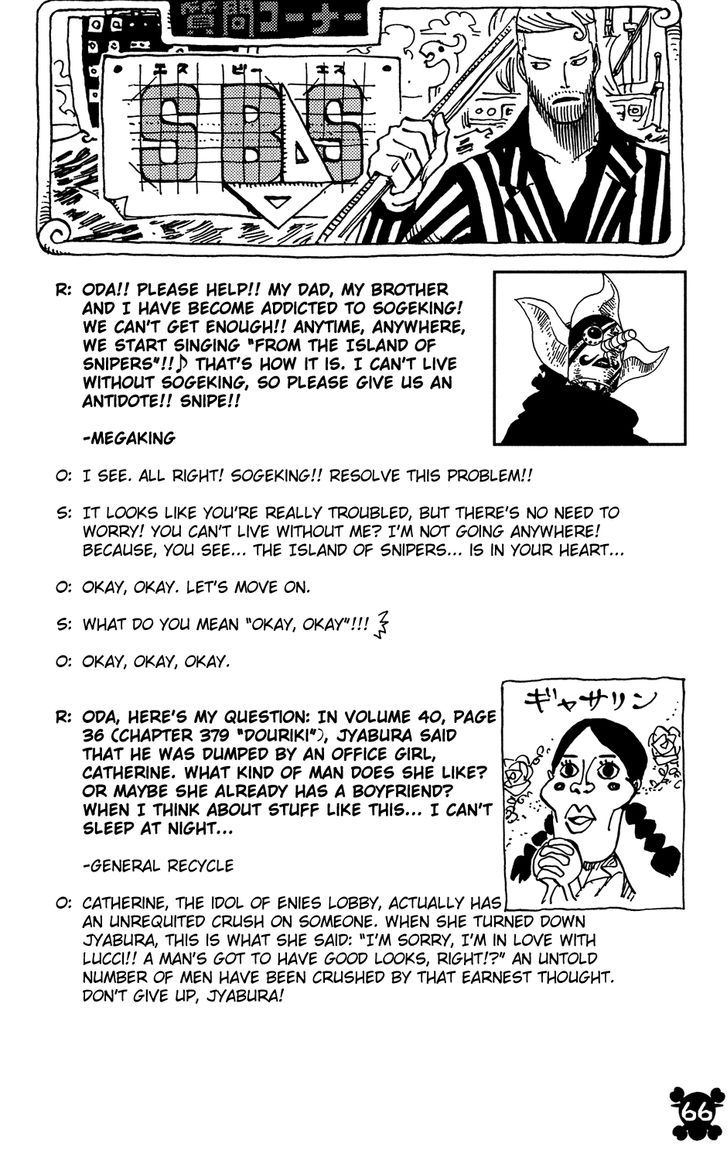 質問コーナー
エス ビー エス
SBS
R: ODA!! PLEASE HELP!! MY DAD, MY BROTHER
AND I HAVE BECOME ADDICTED TO SOGEKING!
WE CAN'T GET ENOUGH!! ANYTIME, ANYWHERE,
WE START SINGING "FROM THE ISLAND OF
SNIPERS"!!♪ THAT'S HOW IT IS. I CAN'T LIVE
WITHOUT SOGEKING, SO PLEASE GIVE US AN
ANTIDOTE!! SNIPE!!
-MEGAKING
O: I SEE. ALL RIGHT! SOGEKING!! RESOLVE THIS PROBLEM!!
S: IT LOOKS LIKE YOU'RE REALLY TROUBLED, BUT THERE'S NO NEED TO
WORRY! YOU CAN'T LIVE WITHOUT ME? I'M NOT GOING ANYWHERE!
BECAUSE, YOU SEE... THE ISLAND OF SNIPERS... IS IN YOUR HEART...
O: OKAY, OKAY. LET'S MOVE ON.
S: WHAT DO YOU MEAN "OKAY, OKAY"!!!
O: OKAY, OKAY, OKAY.
R: ODA, HERE'S MY QUESTION: IN VOLUME 40, PAGE
36 (CHAPTER 379 "DOURIKI"), JYABURA SAID
THAT HE WAS DUMPED BY AN OFFICE GIRL,
CATHERINE. WHAT KIND OF MAN DOES SHE LIKE?
OR MAYBE SHE ALREADY HAS A BOYFRIEND?
WHEN I THINK ABOUT STUFF LIKE THIS... I CAN'T
SLEEP AT NIGHT...
-GENERAL RECYCLE
ギャサリン
O: CATHERINE, THE IDOL OF ENIES LOBBY, ACTUALLY HAS
AN UNREQUITED CRUSH ON SOMEONE. WHEN SHE TURNED DOWN
JYABURA, THIS IS WHAT SHE SAID: "I'M SORRY, I'M IN LOVE WITH
LUCCI!! A MAN'S GOT TO HAVE GOOD LOOKS, RIGHT!?" AN UNTOLD
NUMBER OF MEN HAVE BEEN CRUSHED BY THAT EARNEST THOUGHT.
DON'T GIVE UP, JYABURA!
66